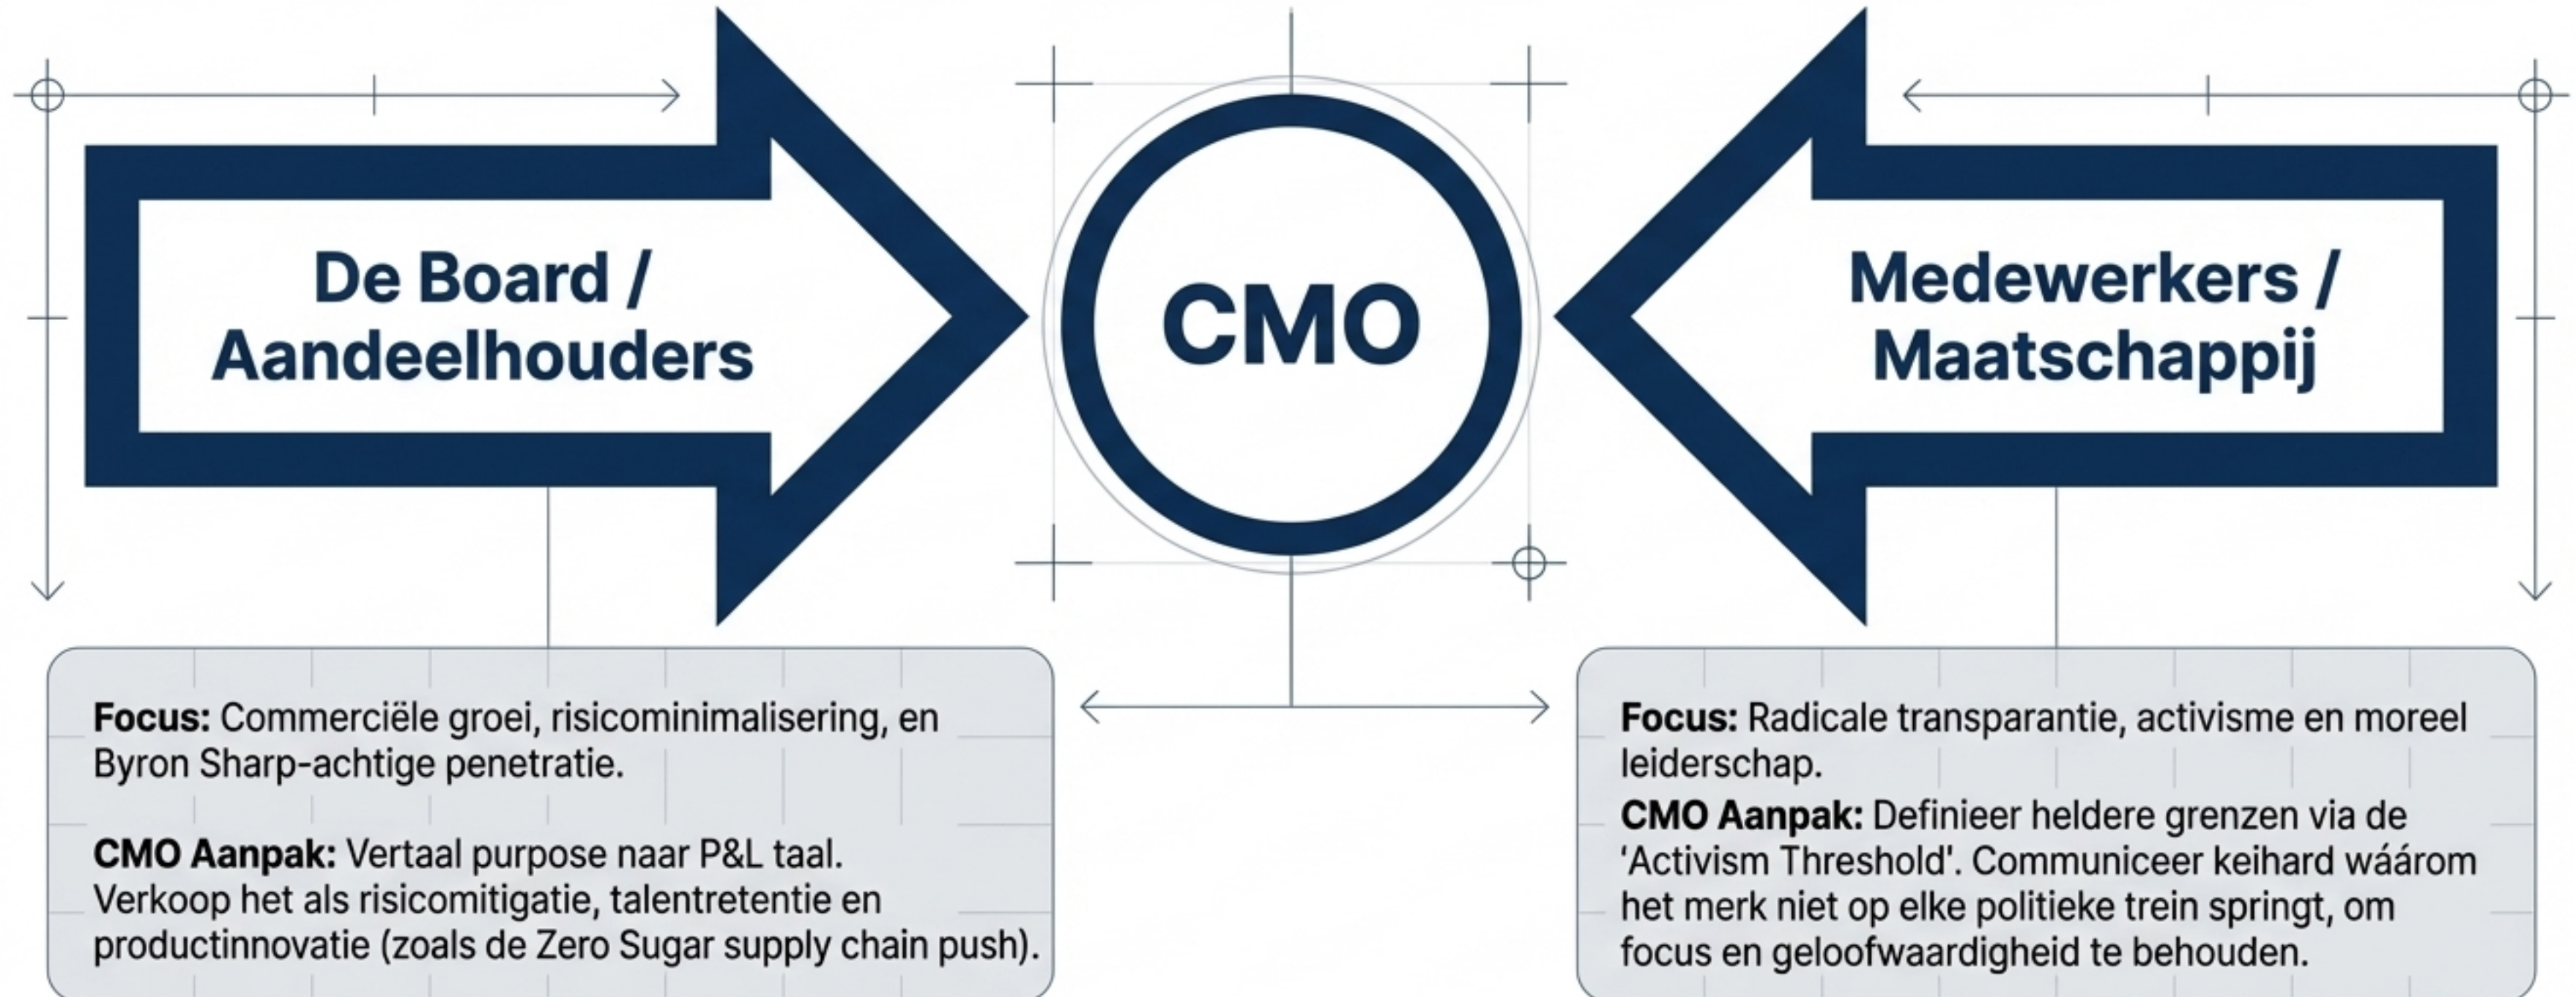 De Board /
Aandeelhouders
CMO
Medewerkers /
Maatschappij
Focus: Commerciële groei, risicominimalisering, en
Byron Sharp-achtige penetratie.
CMO Aanpak: Vertaal purpose naar P&L taal.
Verkoop het als risicomitigatie, talentretentie en
productinnovatie (zoals de Zero Sugar supply chain push).
Focus: Radicale transparantie, activisme en moreel
leiderschap.
CMO Aanpak: Definieer heldere grenzen via de
‘Activism Threshold’. Communiceer keihard wáárom
het merk niet op elke politieke trein springt, om
focus en geloofwaardigheid te behouden.